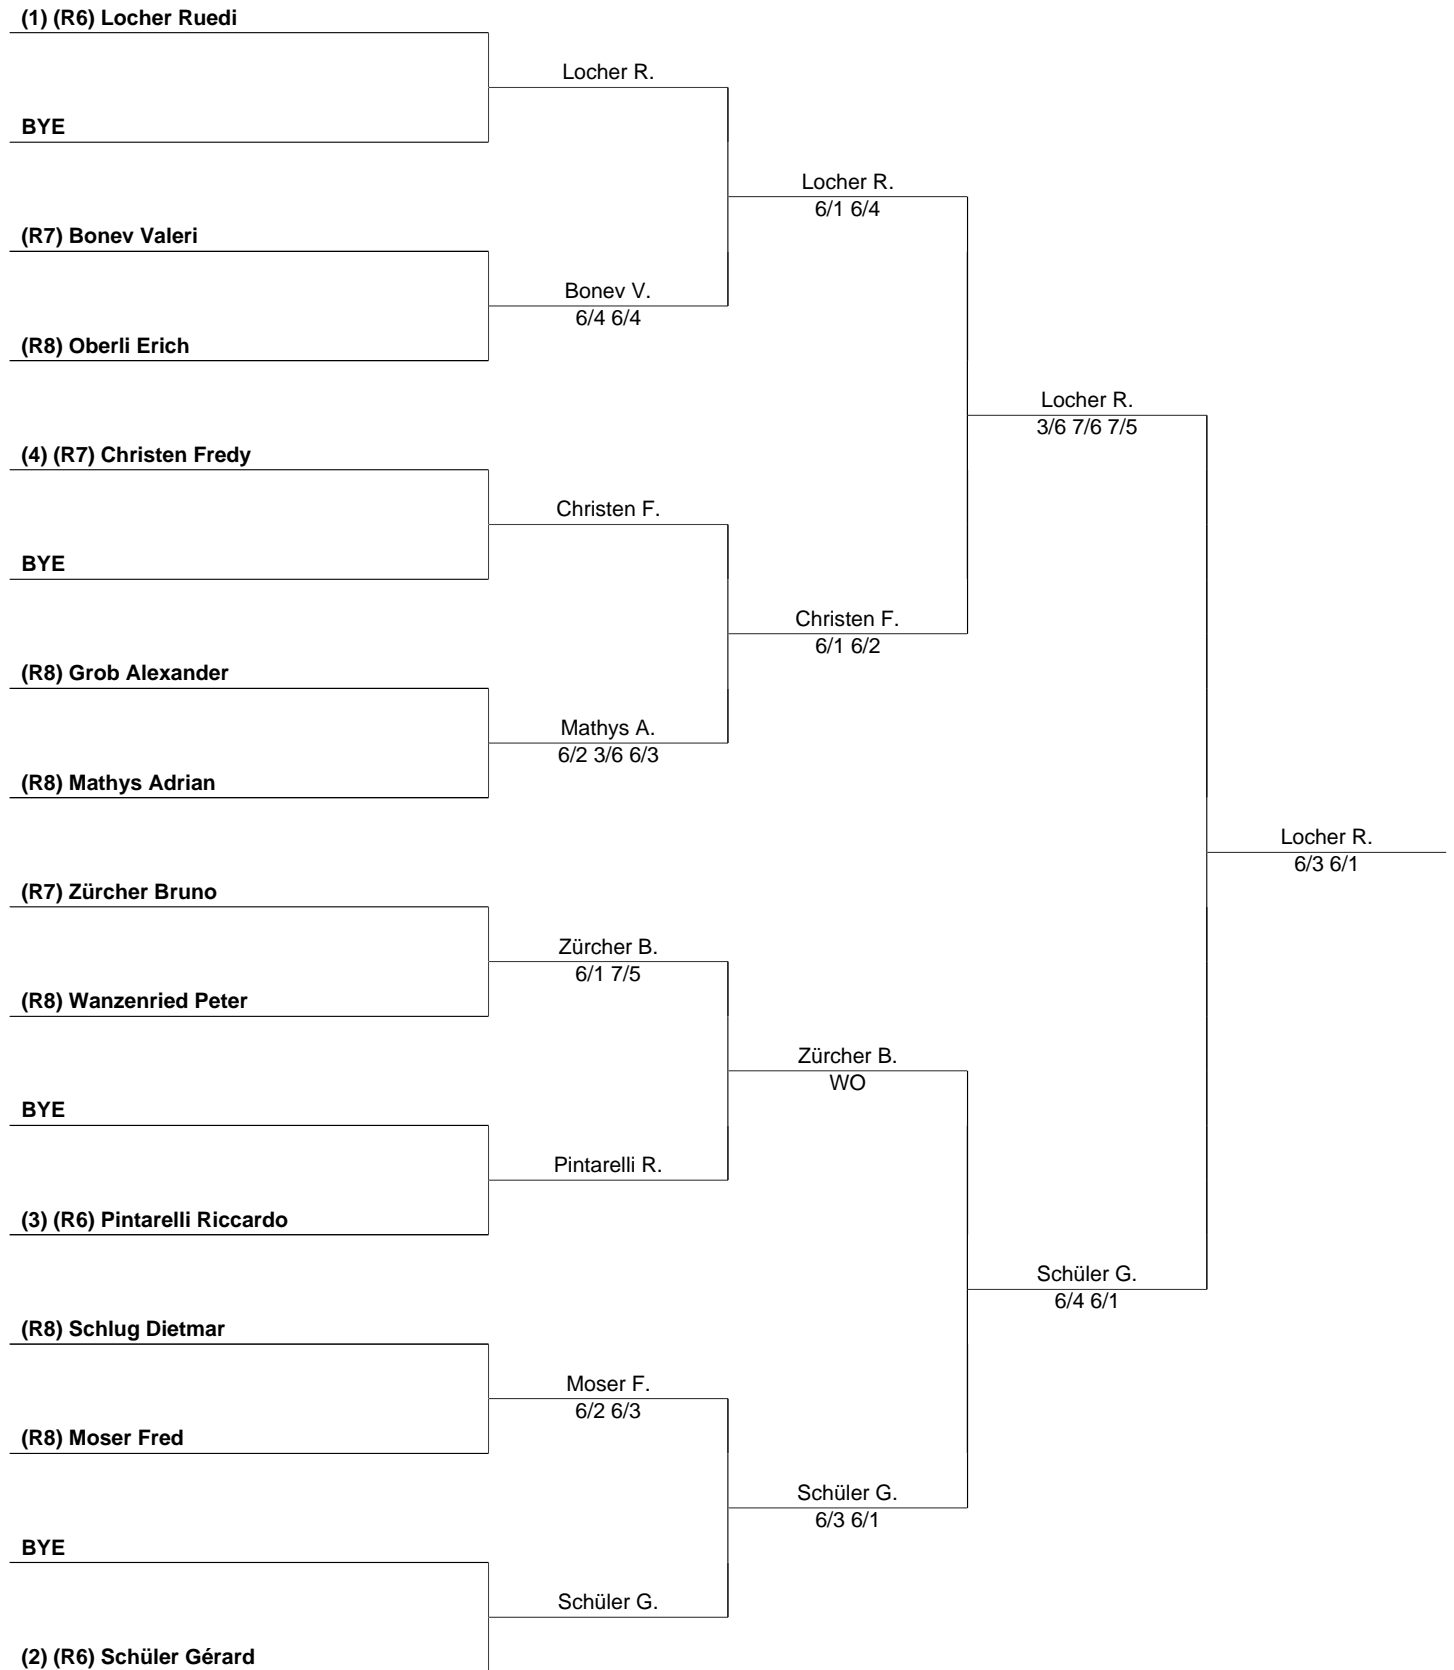 (1) (R6) Locher Ruedi
Locher R.
BYE
Locher R.
6/1 6/4
(R7) Bonev Valeri
Bonev V.
6/4 6/4
(R8) Oberli Erich
Locher R.
3/6 7/6 7/5
(4) (R7) Christen Fredy
Christen F.
BYE
Christen F.
6/1 6/2
(R8) Grob Alexander
Mathys A.
6/2 3/6 6/3
(R8) Mathys Adrian
Locher R.
6/3 6/1
(R7) Zürcher Bruno
Zürcher B.
6/1 7/5
(R8) Wanzenried Peter
Zürcher B.
WO
BYE
Pintarelli R.
(3) (R6) Pintarelli Riccardo
Schüler G.
6/4 6/1
(R8) Schlug Dietmar
Moser F.
6/2 6/3
(R8) Moser Fred
Schüler G.
6/3 6/1
BYE
Schüler G.
(2) (R6) Schüler Gérard